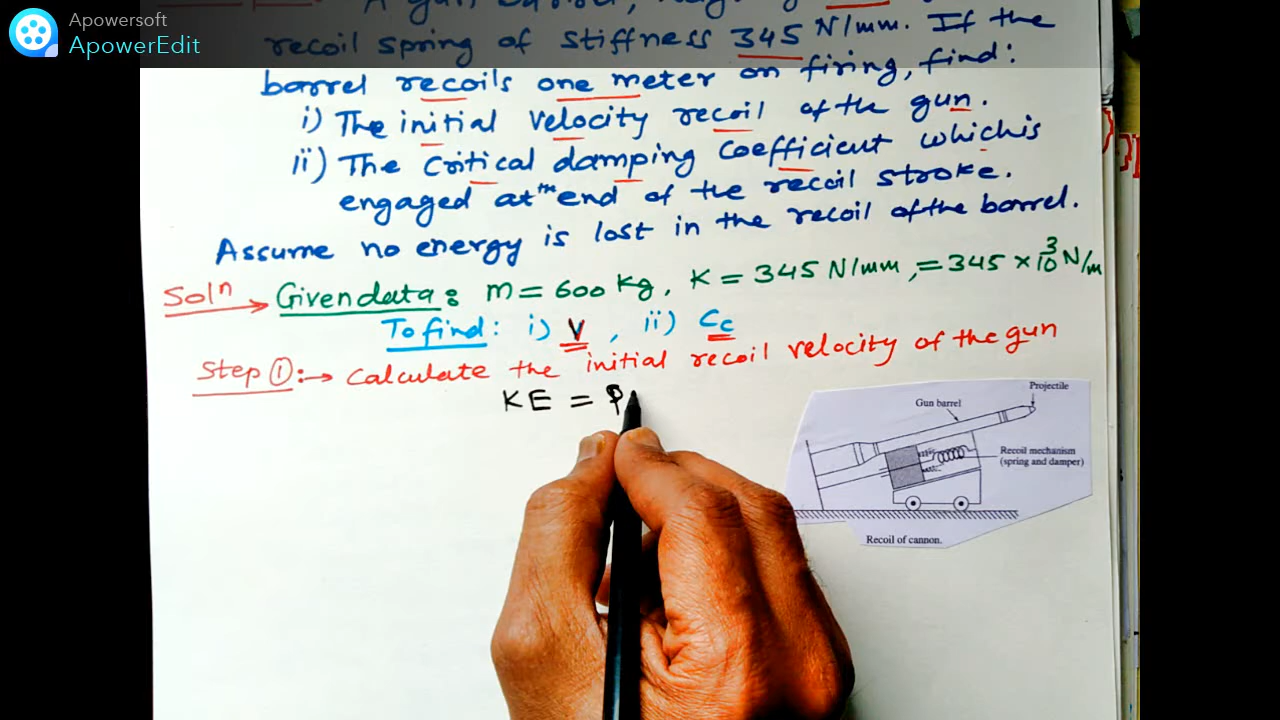 Apowersoft
ApowerEdit
A gun barrel,
recoil spring of stiffness 345 N/mm. If the
barrel recoils one meter on firing, find:
i) The initial velocity recoil of the gun.
ii) The critical damping coefficient which is
engaged at the end of the recoil stroke.
Assume no energy is lost in the recoil of the barrel.
Solⁿ → Given data: m = 600 kg, K = 345 N/mm, = 345 × 10³ N/m
To find: i) V, ii) Cc
Step ①:→ Calculate the initial recoil velocity of the gun
KE = P
Projectile
Gun barrel
Recoil mechanism
(spring and damper)
Recoil of cannon.